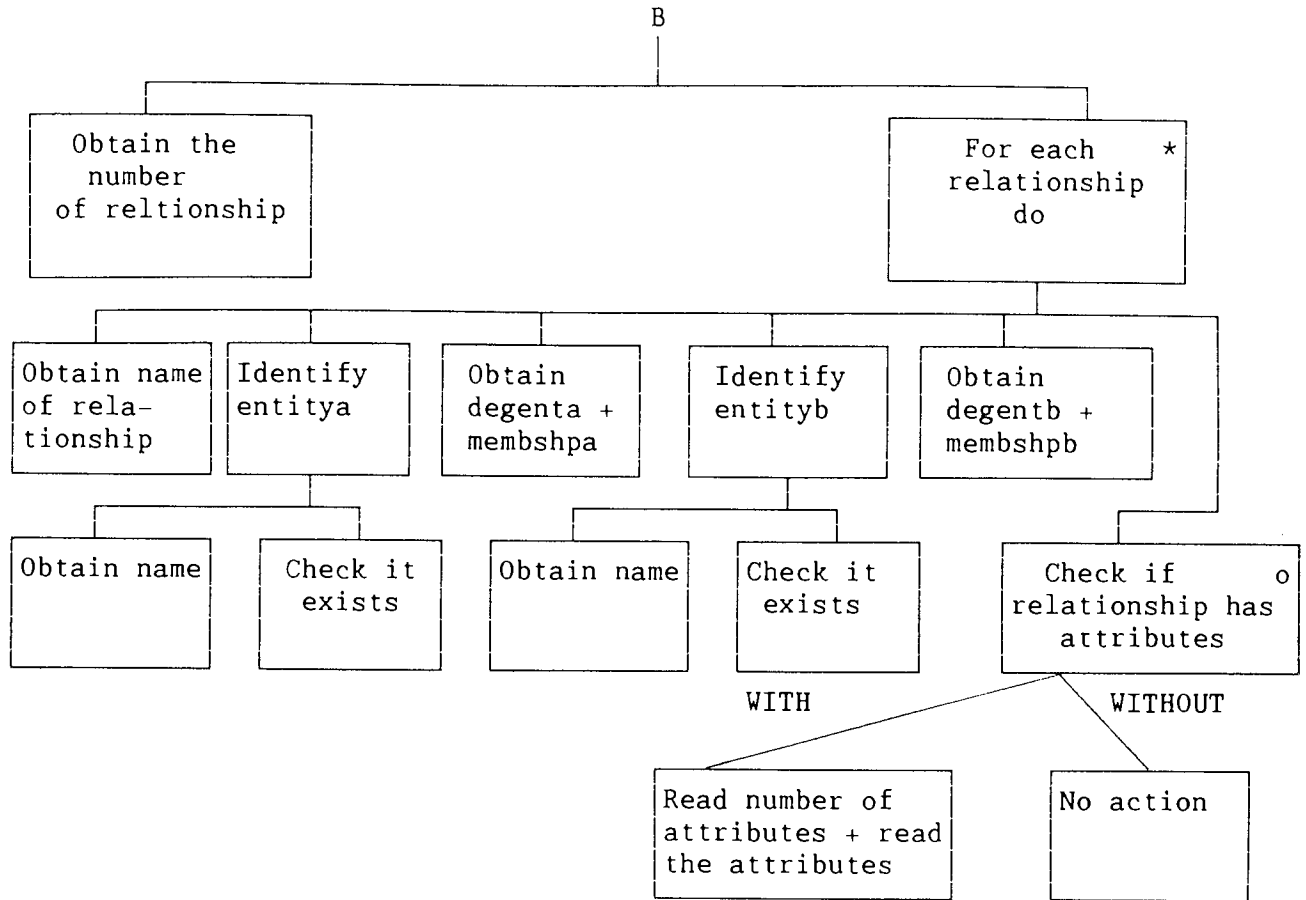 B
Obtain the
number
of reltionship
For each *
relationship
do
Obtain name
of rela-
tionship
Identify
entitya
Obtain
degenta +
membshpa
Identify
entityb
Obtain
degentb +
membshpb
Obtain name
Check it
exists
Obtain name
Check it
exists
Check if o
relationship has
attributes
WITH
WITHOUT
Read number of
attributes + read
the attributes
No action